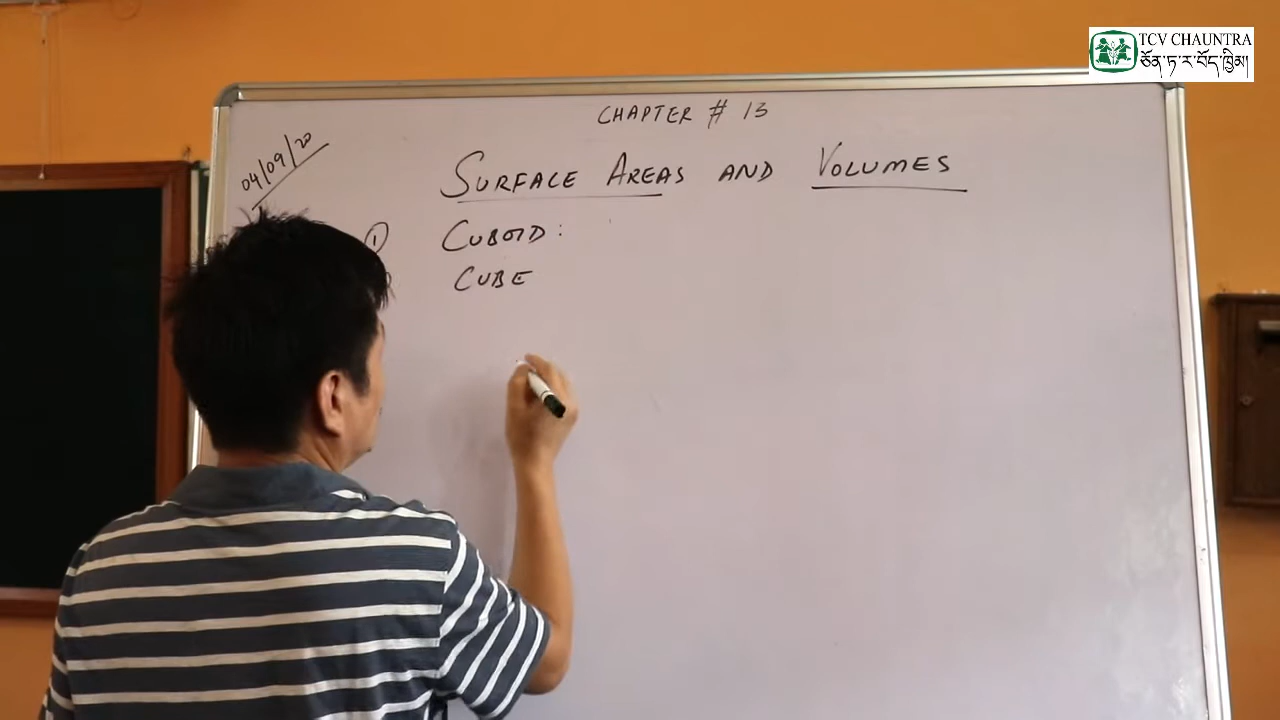 TCV CHAUNTRA
ཅོན་ཏ་ར་བོད་ཁྱིམ།
CHAPTER # 13
04/09/20
SURFACE AREAS AND VOLUMES
① CUBOID :
CUBE